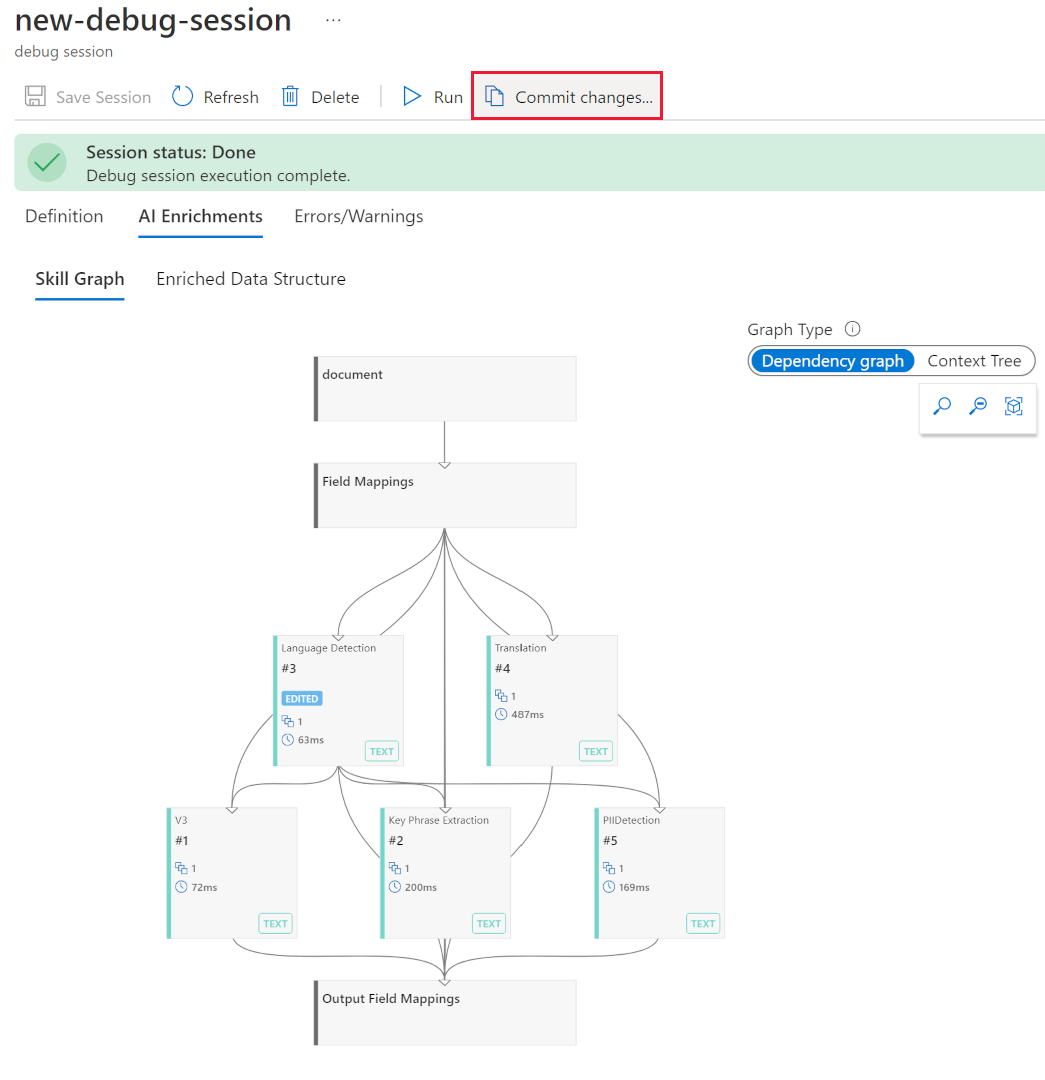 new-debug-session ...
debug session
Save Session Refresh Delete Run Commit changes...
Session status: Done
Debug session execution complete.
Definition AI Enrichments Errors/Warnings
Skill Graph Enriched Data Structure
Graph Type
Dependency graph Context Tree
document
Field Mappings
Language Detection
#3
EDITED
1
63ms
TEXT
Translation
#4
1
487ms
TEXT
V3
#1
1
72ms
TEXT
Key Phrase Extraction
#2
1
200ms
TEXT
PIIDetection
#5
1
169ms
TEXT
Output Field Mappings